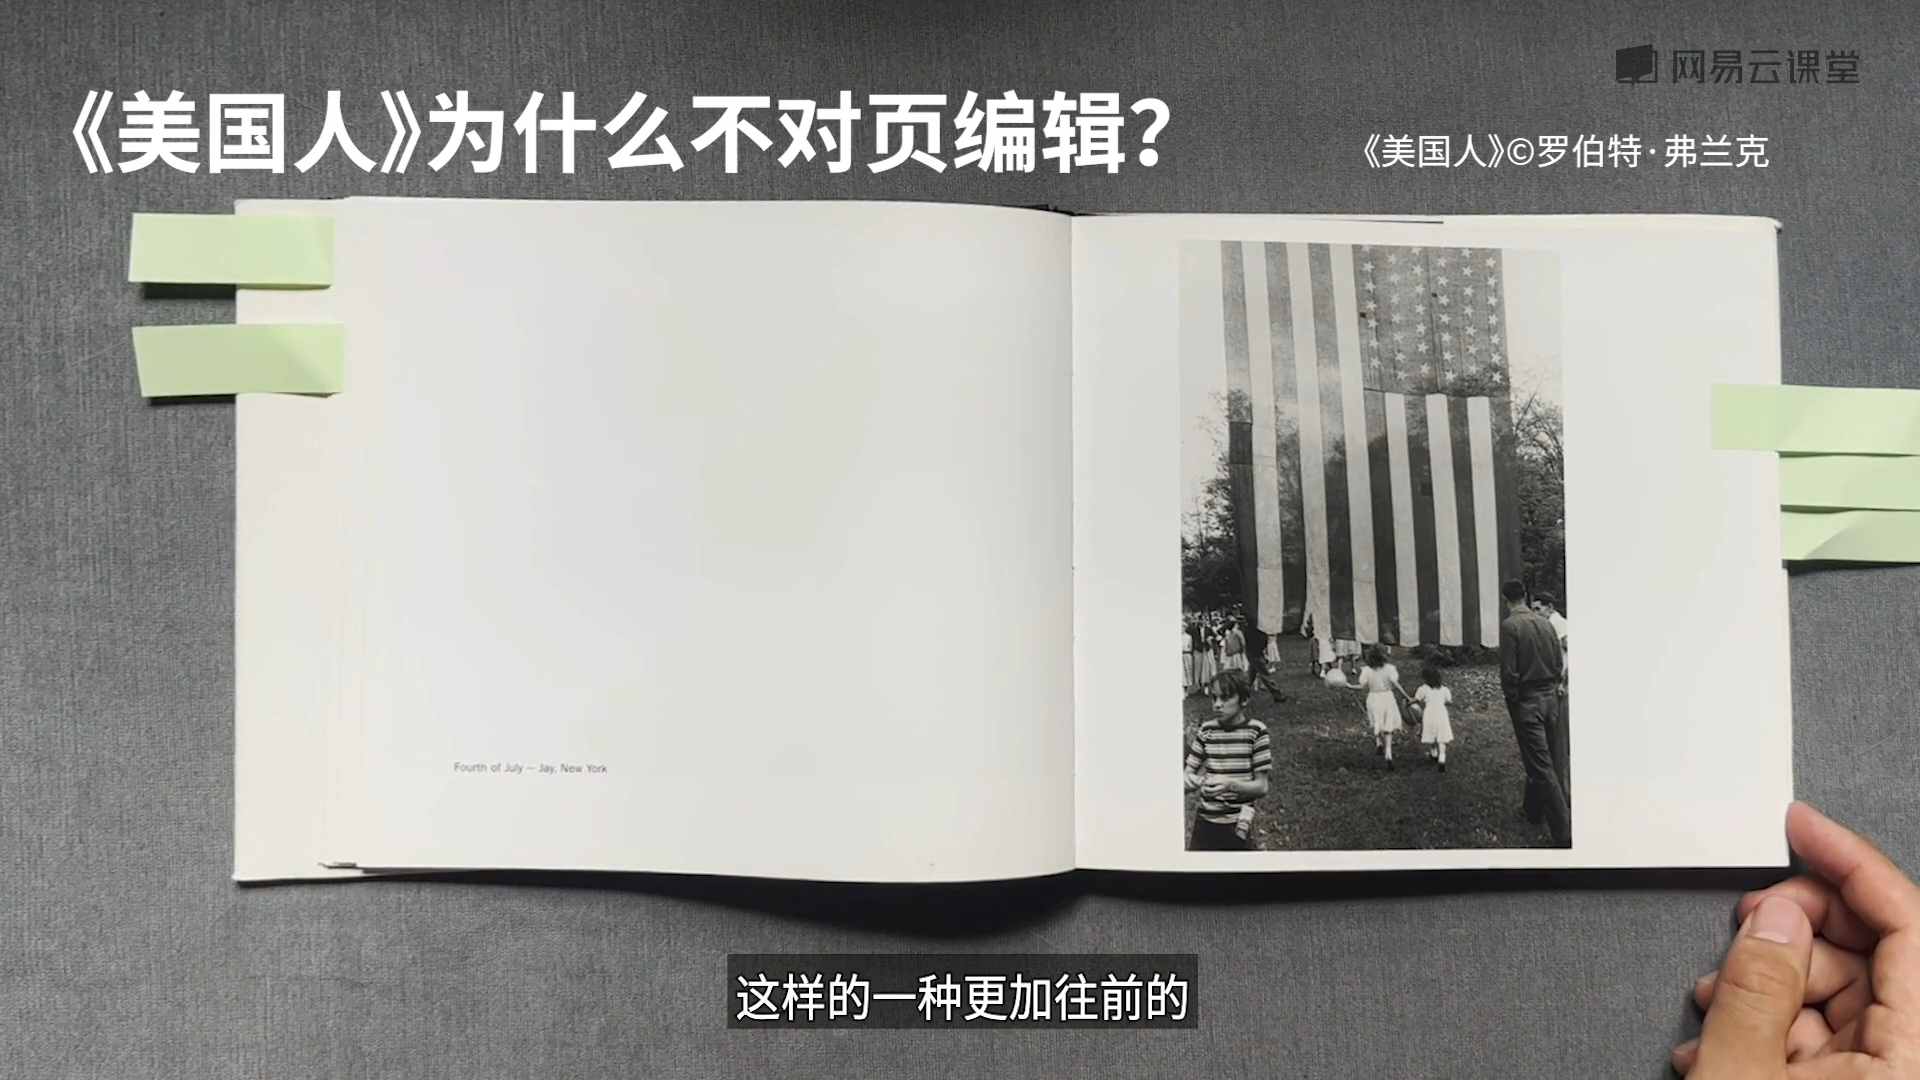 网易云课堂
《美国人》为什么不对页编辑？
《美国人》©罗伯特·弗兰克
Fourth of July — Jay, New York
这样的一种更加往前的